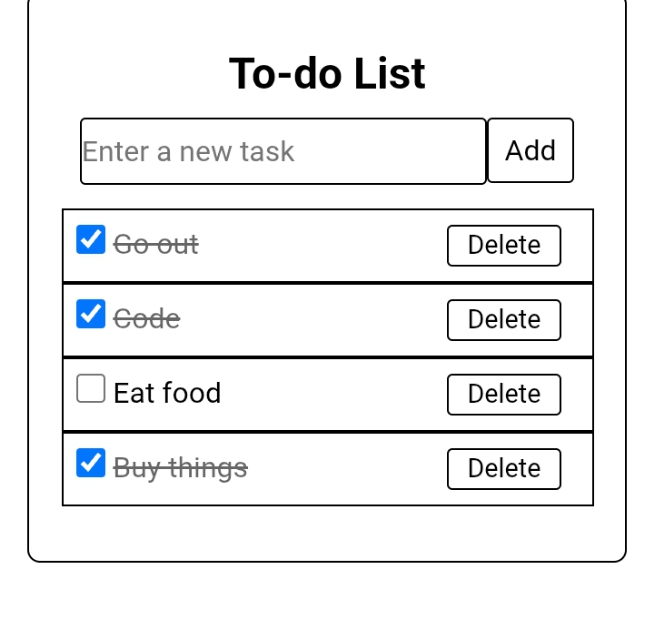 To-do List
Enter a new task Add
Go out Delete
Code Delete
Eat food Delete
Buy things Delete